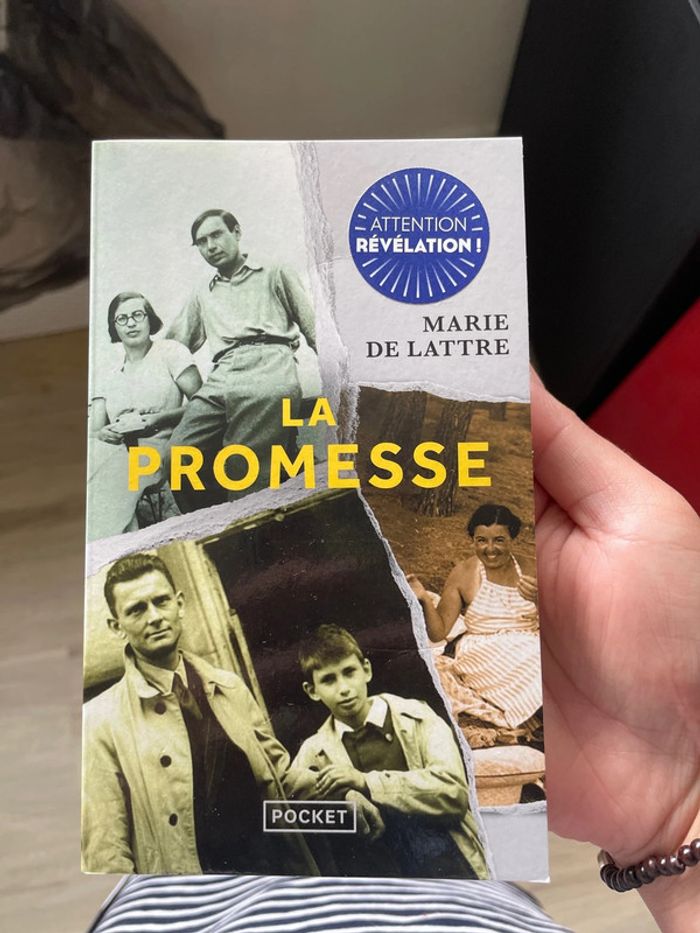 ATTENTION
RÉVÉLATION !
MARIE
DE LATTRE
LA
PROMESSE
POCKET